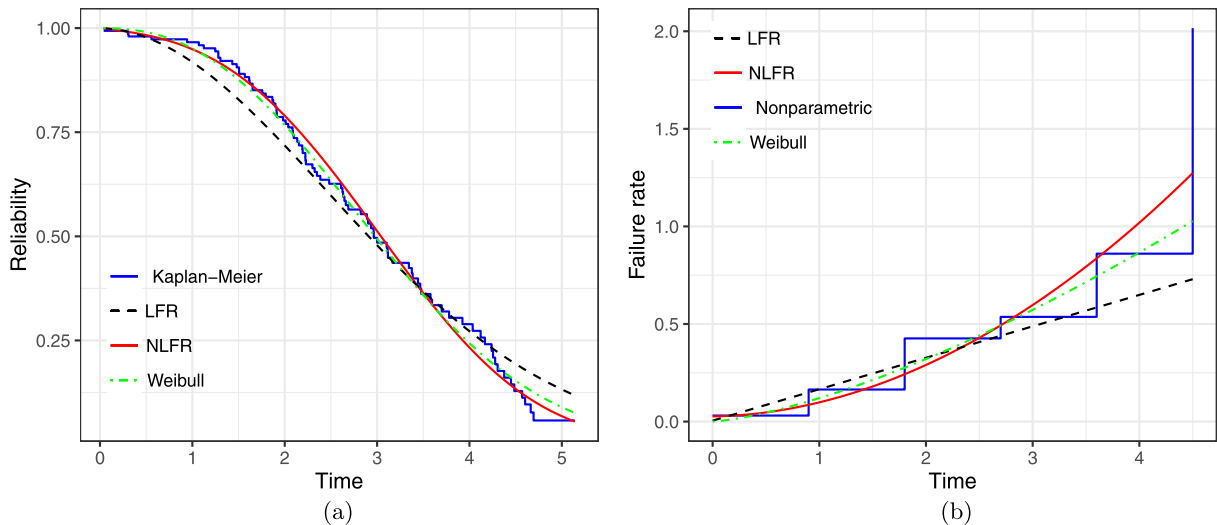 1.00
0.75
0.50
0.25
Reliability
Kaplan−Meier
LFR
NLFR
Weibull
0 1 2 3 4 5
Time
(a)
2.0
1.5
1.0
0.5
0.0
Failure rate
LFR
NLFR
Nonparametric
Weibull
0 1 2 3 4
Time
(b)